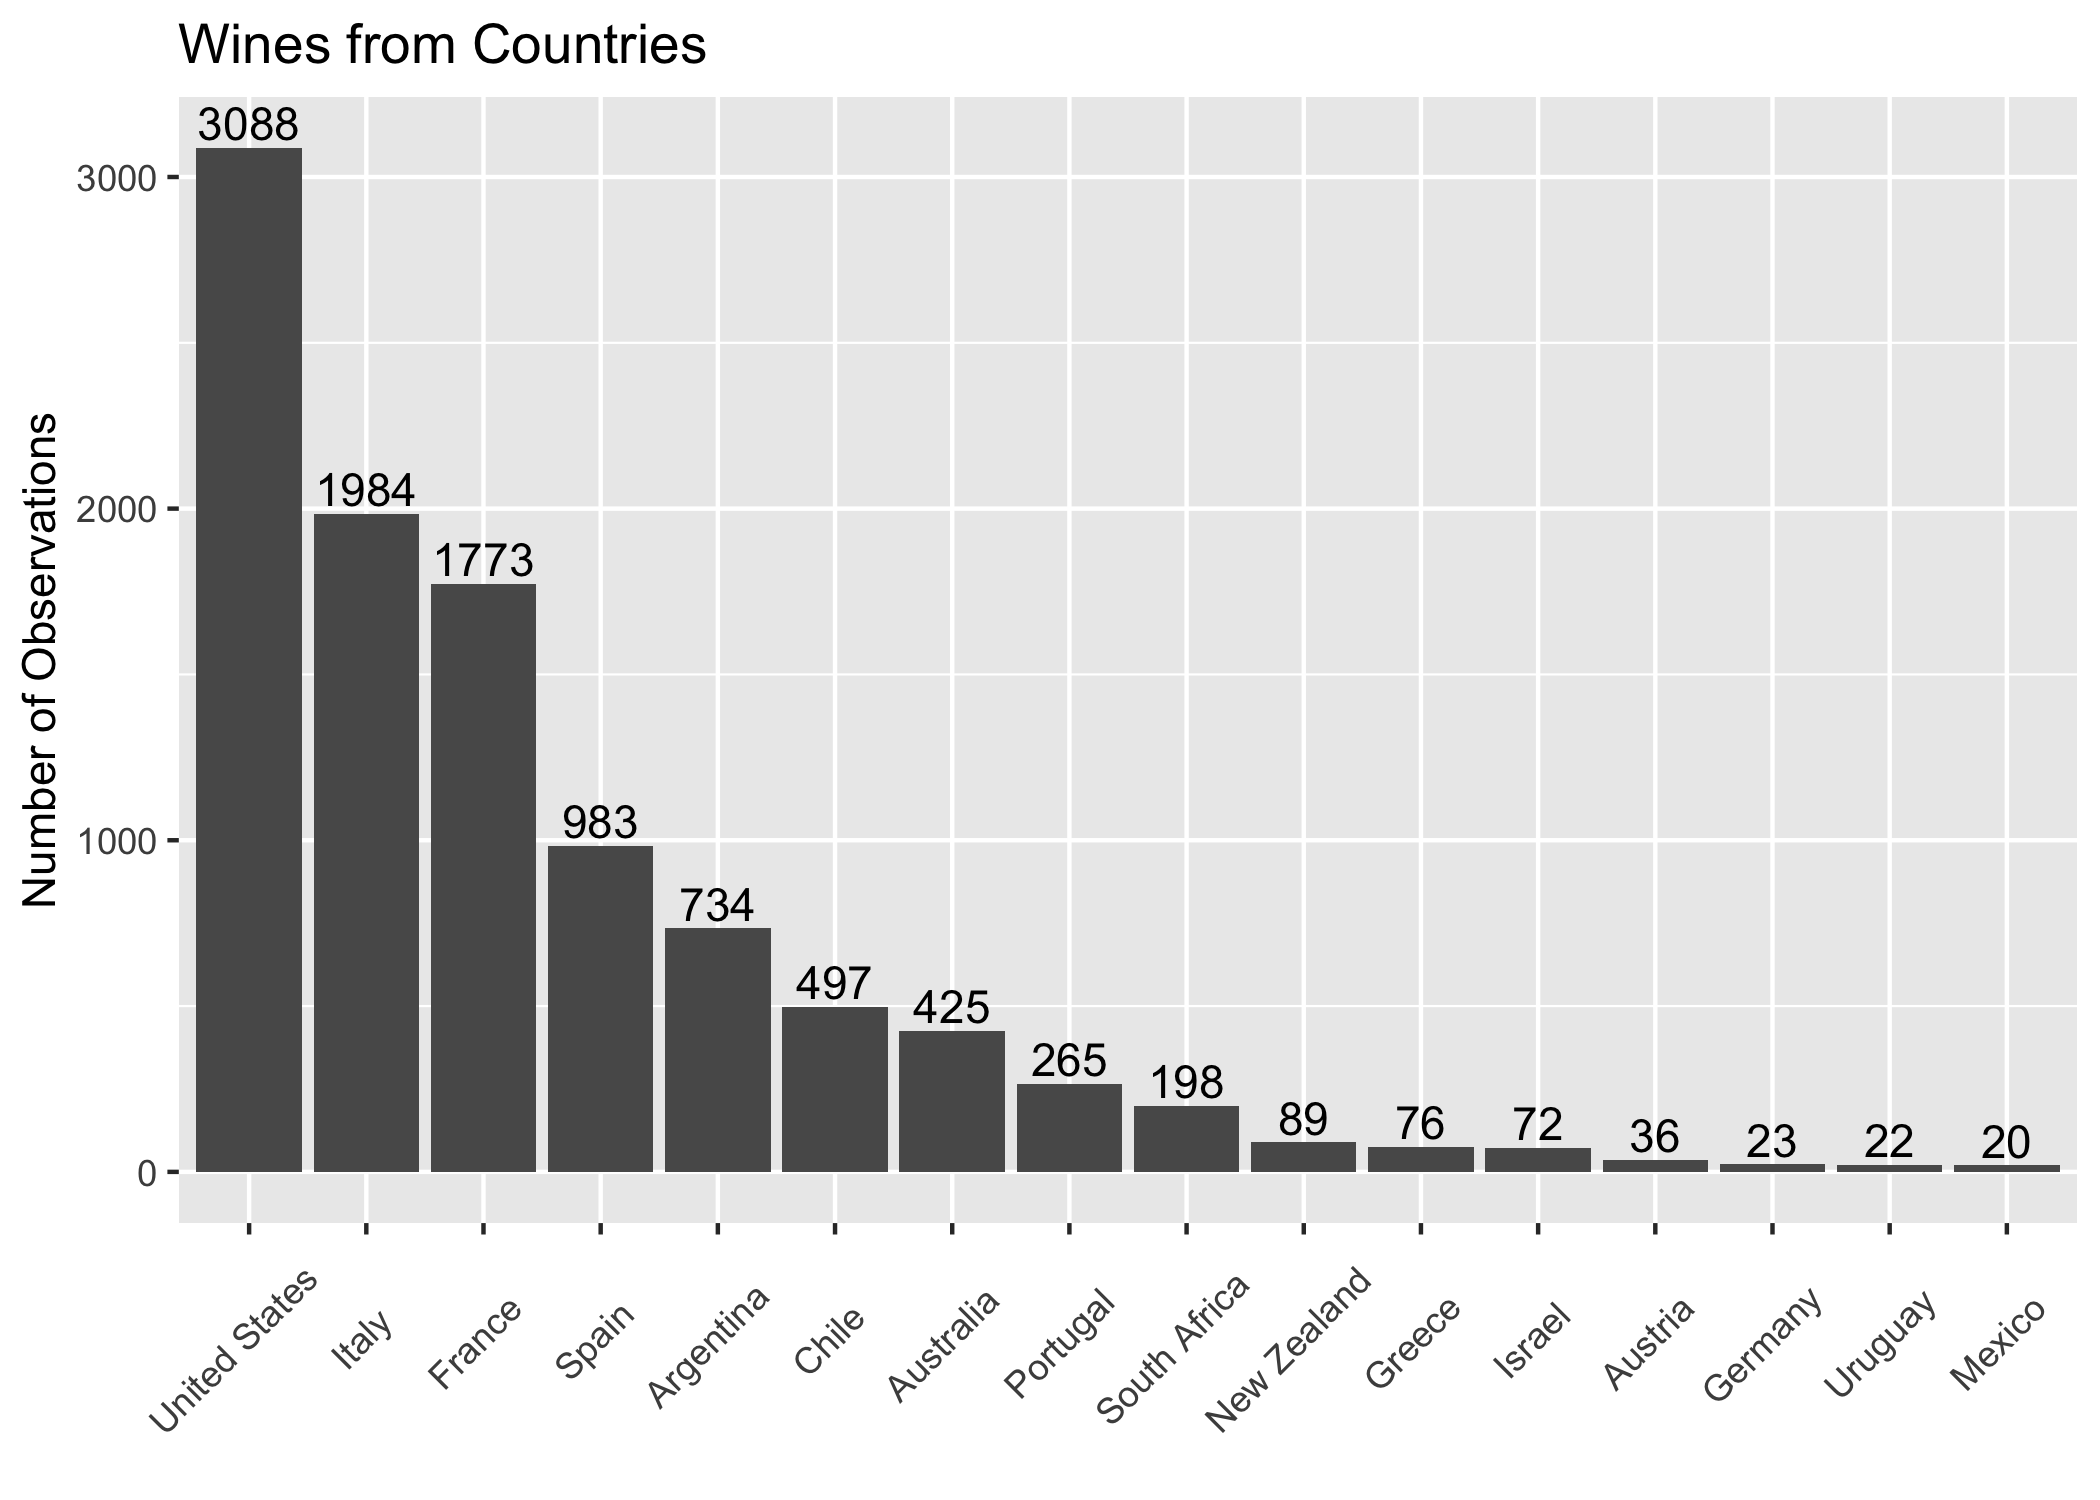 Wines from Countries
Number of Observations
3000
2000
1000
0
3088
1984
1773
983
734
497
425
265
198
89
76
72
36
23
22
20
United States
Italy
France
Spain
Argentina
Chile
Australia
Portugal
South Africa
New Zealand
Greece
Israel
Austria
Germany
Uruguay
Mexico